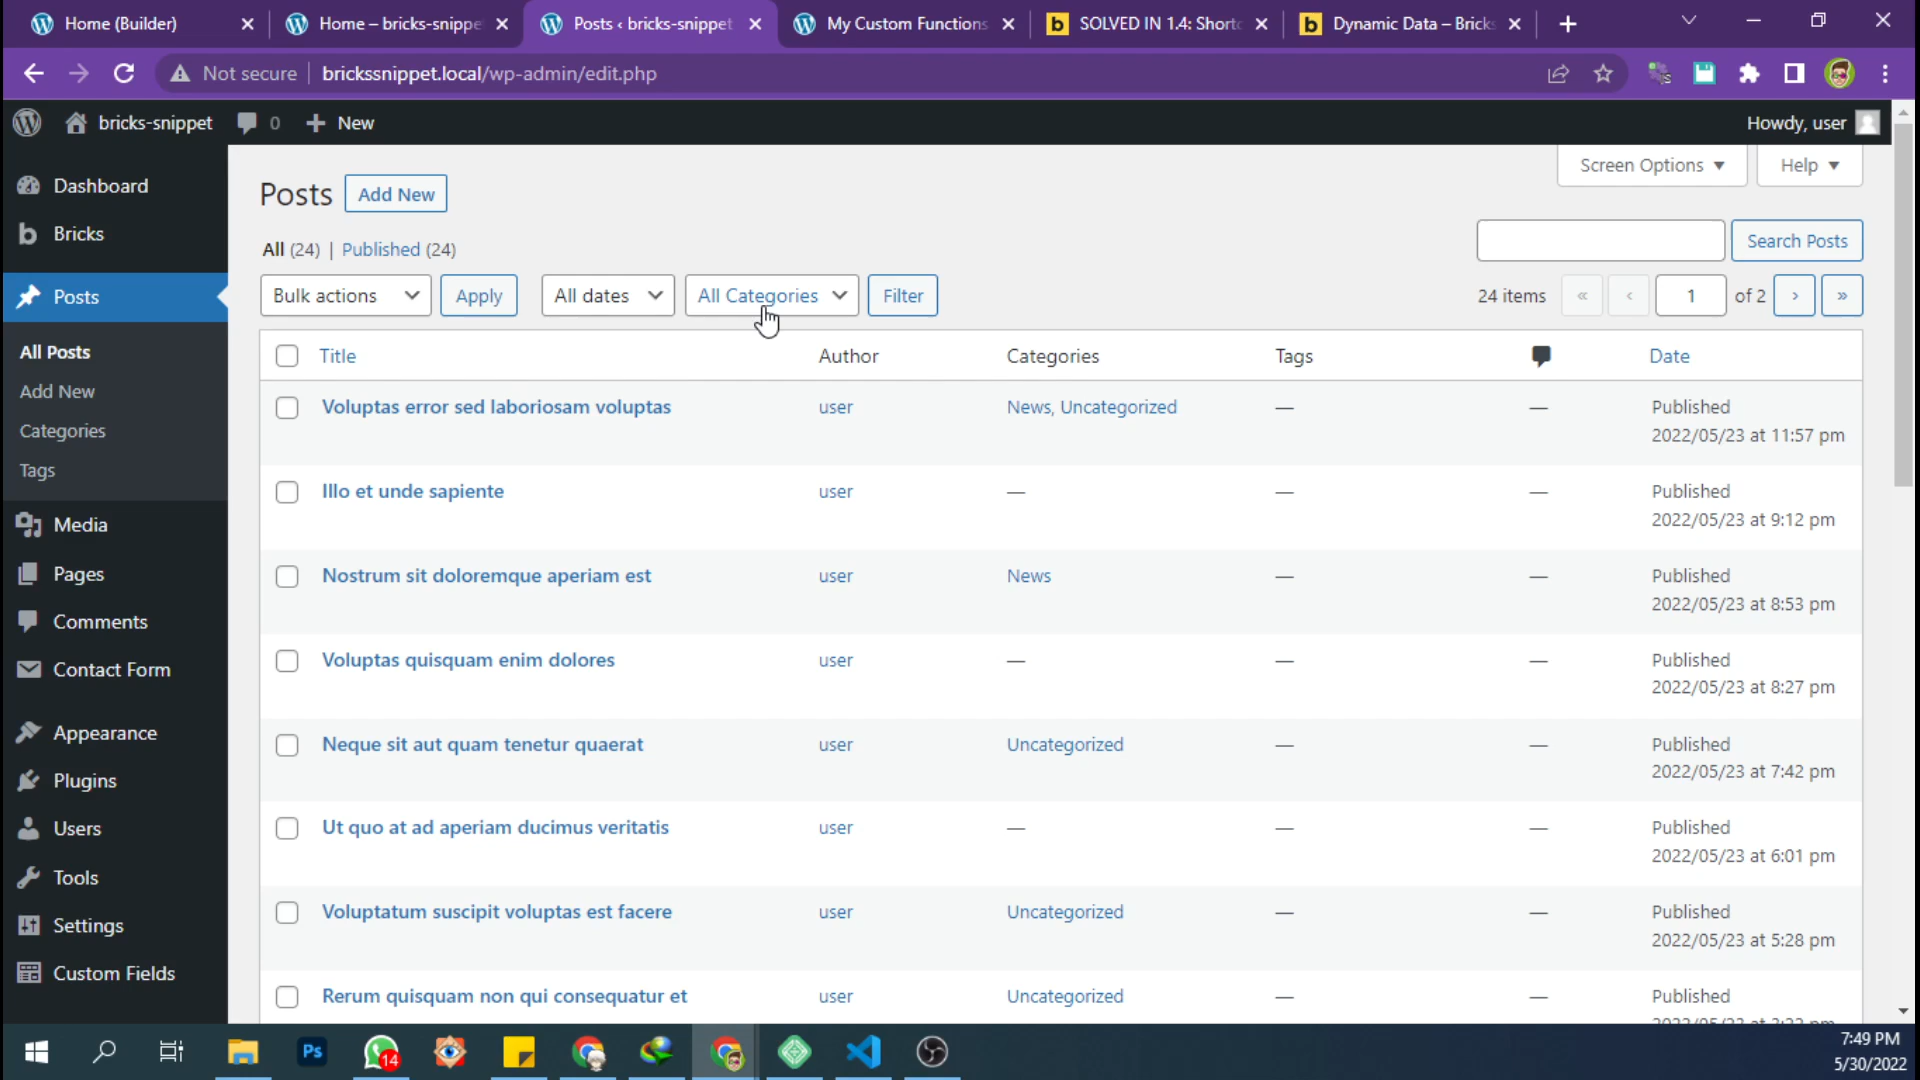 Home (Builder)
Home – bricks-snippe
Posts ‹ bricks-snippet
My Custom Functions
SOLVED IN 1.4: Shortc
Dynamic Data – Bricks
Not secure
brickssnippet.local/wp-admin/edit.php
bricks-snippet
0
New
Howdy, user
Dashboard
Bricks
Posts
All Posts
Add New
Categories
Tags
Media
Pages
Comments
Contact Form
Appearance
Plugins
Users
Tools
Settings
Custom Fields
Screen Options
Help
Posts
Add New
All (24) | Published (24)
Search Posts
Bulk actions
Apply
All dates
All Categories
Filter
24 items
«
‹
1
of 2
›
»
Title Author Categories Tags Date
Voluptas error sed laboriosam voluptas user News, Uncategorized — — Published
2022/05/23 at 11:57 pm
Illo et unde sapiente user — — — Published
2022/05/23 at 9:12 pm
Nostrum sit doloremque aperiam est user News — — Published
2022/05/23 at 8:53 pm
Voluptas quisquam enim dolores user — — — Published
2022/05/23 at 8:27 pm
Neque sit aut quam tenetur quaerat user Uncategorized — — Published
2022/05/23 at 7:42 pm
Ut quo at ad aperiam ducimus veritatis user — — — Published
2022/05/23 at 6:01 pm
Voluptatum suscipit voluptas est facere user Uncategorized — — Published
2022/05/23 at 5:28 pm
Rerum quisquam non qui consequatur et user Uncategorized — — Published
Ps
14
7:49 PM
5/30/2022